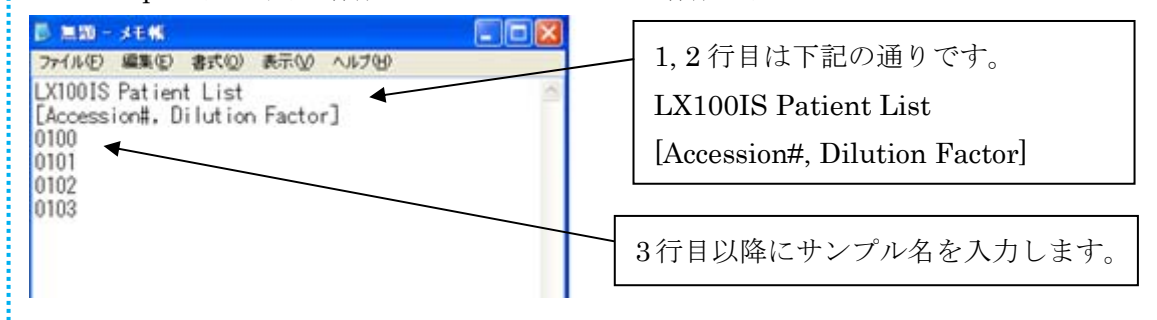 無題 - メモ帳
ファイル(F) 編集(E) 書式(O) 表示(V) ヘルプ(H)
LX100IS Patient List
[Accession#, Dilution Factor]
0100
0101
0102
0103
1, 2 行目は下記の通りです。
LX100IS Patient List
[Accession#, Dilution Factor]
3行目以降にサンプル名を入力します。